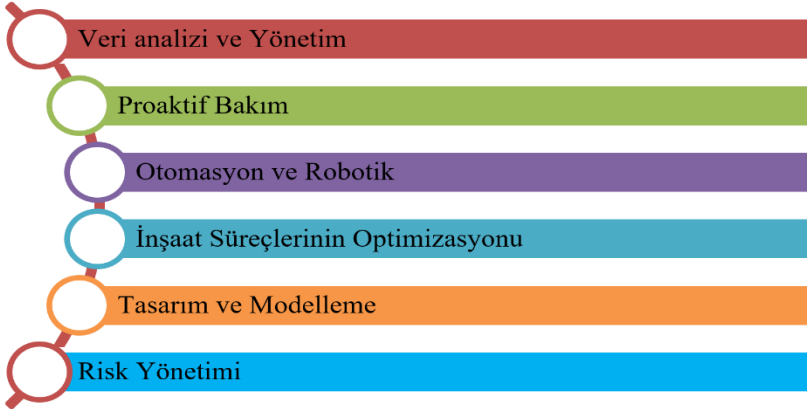 Veri analizi ve Yönetim
Proaktif Bakım
Otomasyon ve Robotik
İnşaat Süreçlerinin Optimizasyonu
Tasarım ve Modelleme
Risk Yönetimi